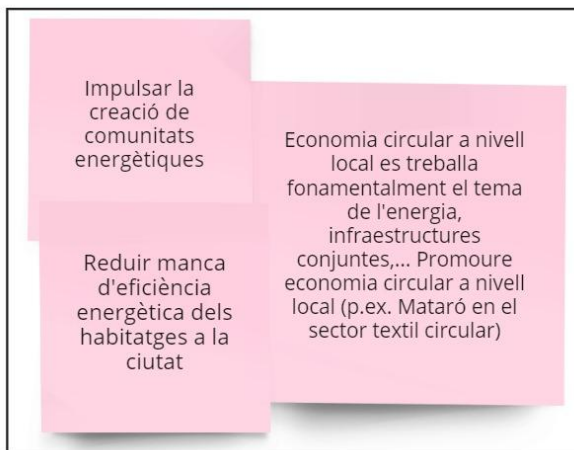 Impulsar la
creació de
comunitats
energètiques
Reduir manca
d'eficiència
energètica dels
habitatges a la
ciutat
Economia circular a nivell
local es treballa
fonamentalment el tema
de l'energia,
infraestructures
conjuntes,... Promoure
economia circular a nivell
local (p.ex. Mataró en el
sector textil circular)